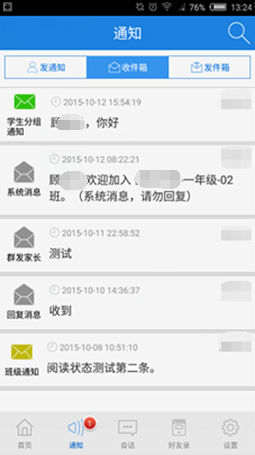 76% 13:24
通知
发通知 收件箱 发件箱
2015-10-12 15:54:19
学生分组
通知
顾 ,你好
2015-10-12 08:22:21
系统消息
顾 欢迎加入 一年级-02
班。(系统消息,请勿回复)
2015-10-11 22:58:52
群发家长
测试
2015-10-10 14:36:37
回复消息
收到
2015-10-08 10:51:10
班级通知
阅读状态测试第二条。
1
首页 通知 会话 好友录 设置